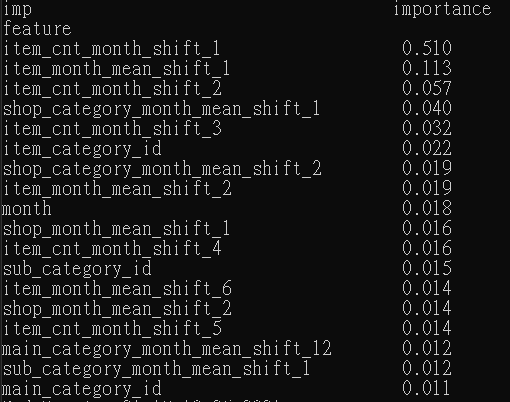 imp importance
feature
item_cnt_month_shift_1 0.510
item_month_mean_shift_1 0.113
item_cnt_month_shift_2 0.057
shop_category_month_mean_shift_1 0.040
item_cnt_month_shift_3 0.032
item_category_id 0.022
shop_category_month_mean_shift_2 0.019
item_month_mean_shift_2 0.019
month 0.018
shop_month_mean_shift_1 0.016
item_cnt_month_shift_4 0.016
sub_category_id 0.015
item_month_mean_shift_6 0.014
shop_month_mean_shift_2 0.014
item_cnt_month_shift_5 0.014
main_category_month_mean_shift_12 0.012
sub_category_month_mean_shift_1 0.012
main_category_id 0.011